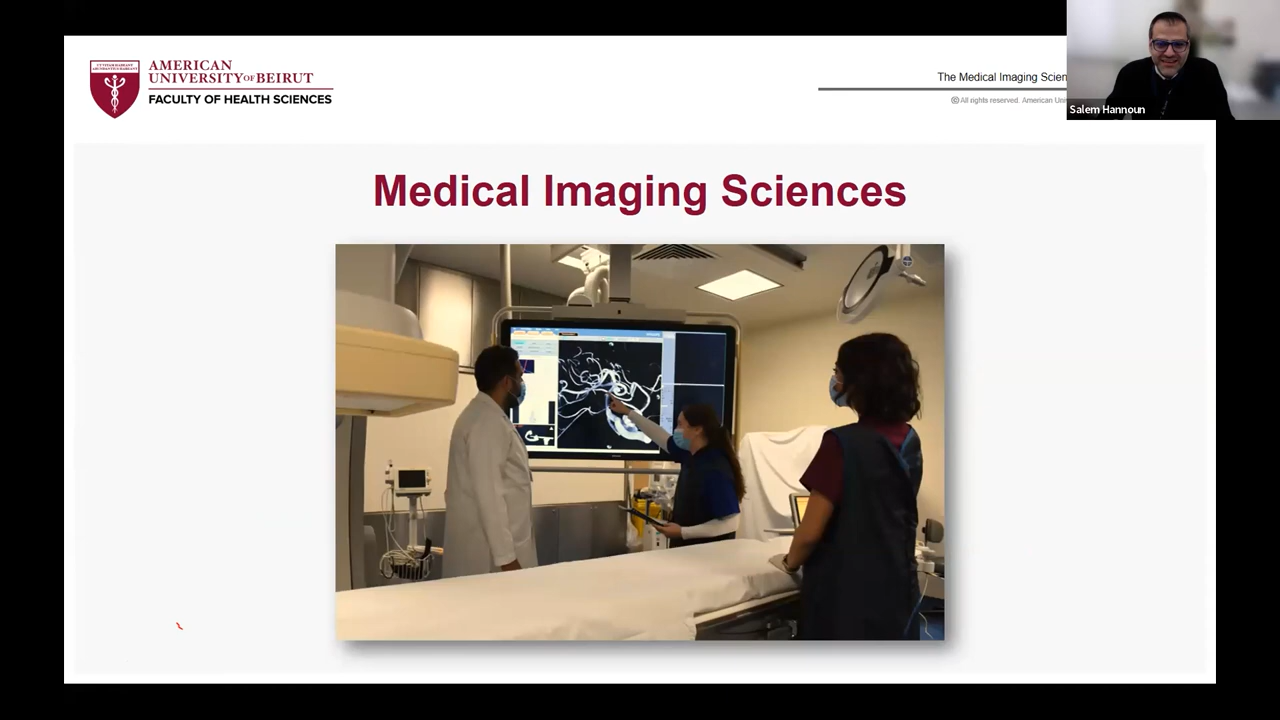 AMERICAN
UNIVERSITY OF BEIRUT
FACULTY OF HEALTH SCIENCES
The Medical Imaging Scien
© All rights reserved. American Uni
Salem Hannoun
Medical Imaging Sciences